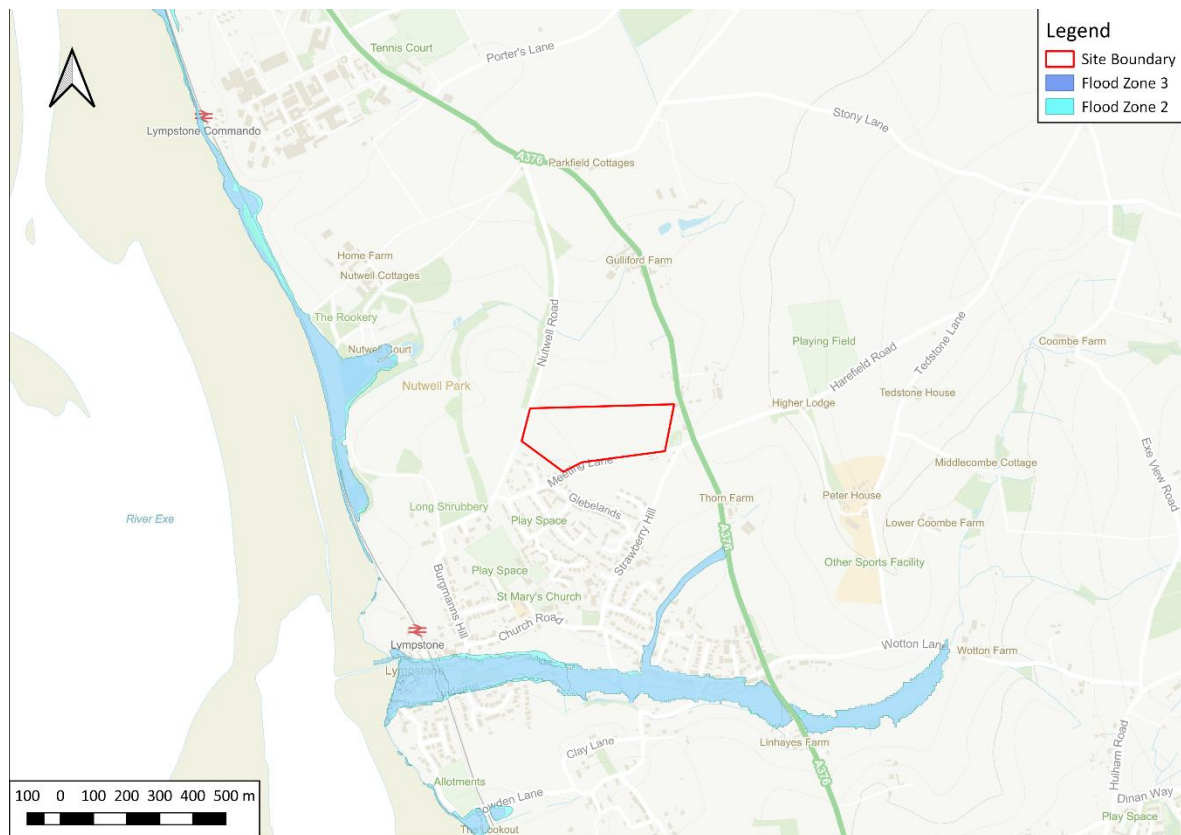 Legend
Site Boundary
Flood Zone 3
Flood Zone 2
Tennis Court
Porter's Lane
Lympstone Commando
A376
Parkfield Cottages
Stony Lane
Home Farm
Nutwell Cottages
Gulliford Farm
The Rookery
Nutwell Road
Nutwell Court
Playing Field
Harefield Road
Tedstone Lane
Coombe Farm
Nutwell Park
Tedstone House
Higher Lodge
Exe View Road
Meeting Lane
Middlecombe Cottage
Long Shrubbery
Glebelands
Thorn Farm
Peter House
Play Space
Strawberry Hill
Lower Coombe Farm
River Exe
A376
Other Sports Facility
Play Space
Burgmanns Hill
St Mary's Church
Church Road
Lympstone
Wotton Lane
Wotton Farm
Lympstone
Linhayes Farm
Clay Lane
Hulham Road
A376
Allotments
Sowden Lane
Dinan Way
Play Space
The Lookout
100 0 100 200 300 400 500 m